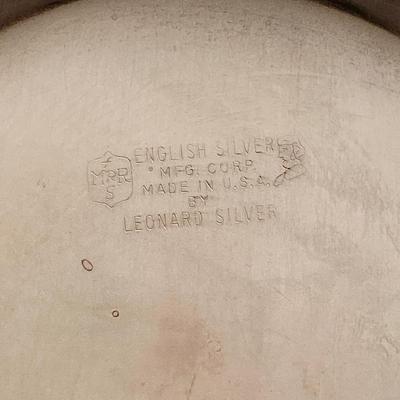 ENGLISH SILVER
MFG. CORP.
MADE IN U.S.A.
BY
LEONARD SILVER